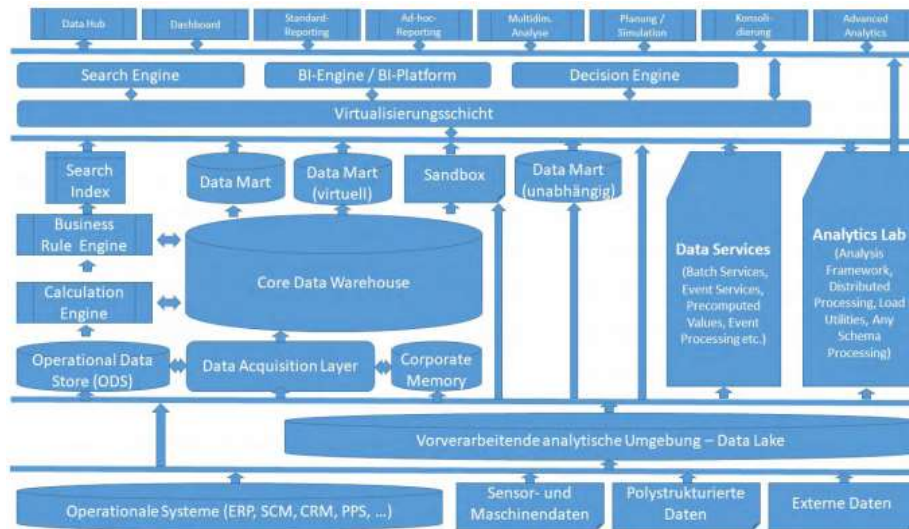 Data Hub
Dashboard
Standard-
Reporting
Ad-hoc-
Reporting
Multidim.
Analyse
Planung /
Simulation
Konsoli-
dierung
Advanced
Analytics
Search Engine
BI-Engine / BI-Platform
Decision Engine
Virtualisierungsschicht
Search
Index
Data Mart
Data Mart
(virtuell)
Sandbox
Data Mart
(unabhängig)
Business
Rule Engine
Core Data Warehouse
Calculation
Engine
Data Services
(Batch Services,
Event Services,
Precomputed
Values, Event
Processing etc.)
Analytics Lab
(Analysis
Framework,
Distributed
Processing, Load
Utilities, Any
Schema
Processing)
Operational Data
Store (ODS)
Data Acquisition Layer
Corporate
Memory
Vorverarbeitende analytische Umgebung – Data Lake
Operationale Systeme (ERP, SCM, CRM, PPS, ...)
Sensor- und
Maschinendaten
Polystrukturierte
Daten
Externe Daten